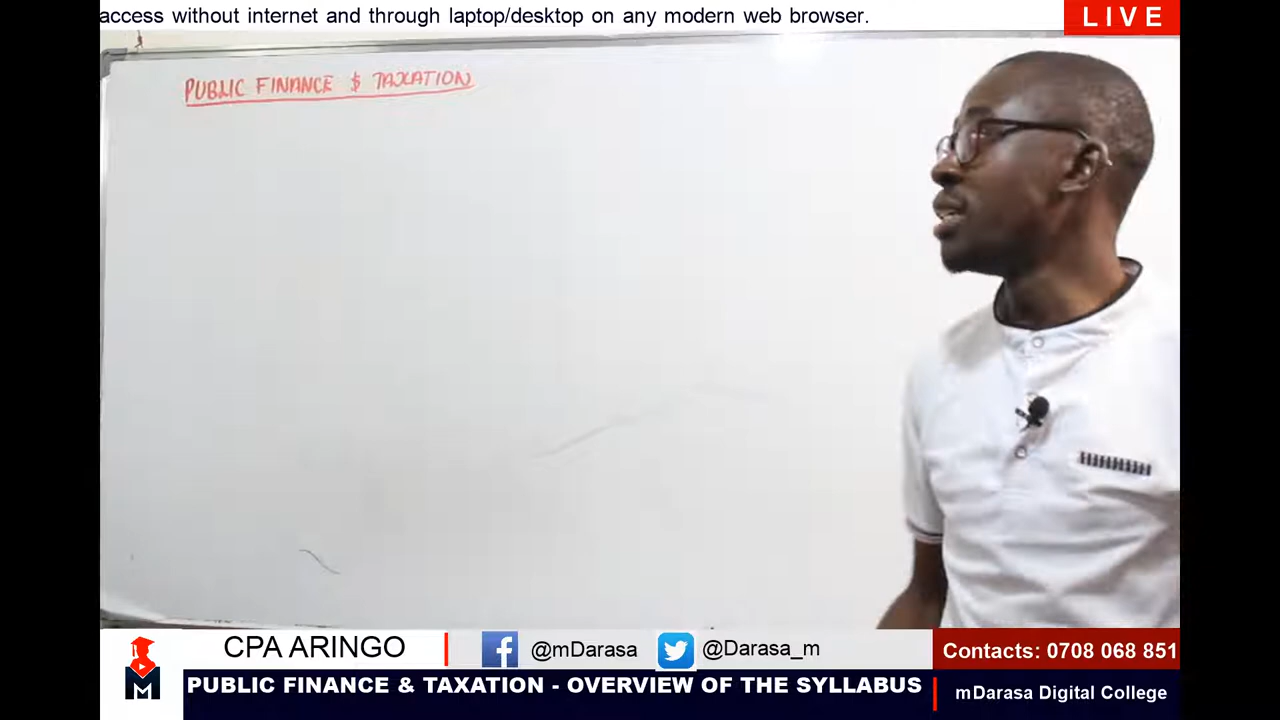 access without internet and through laptop/desktop on any modern web browser.
LIVE
PUBLIC FINANCE $ TAXATION
CPA ARINGO
@mDarasa
@Darasa_m
Contacts: 0708 068 851
M
PUBLIC FINANCE & TAXATION - OVERVIEW OF THE SYLLABUS
mDarasa Digital College